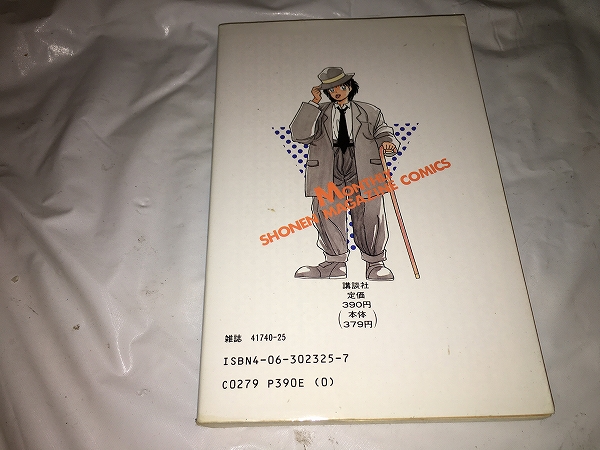 MONTHLY
SHONEN MAGAZINE COMICS
講談社
定価
390円
(本体
379円)
雑誌 41740-25
ISBN4-06-302325-7
C0279 P390E (0)